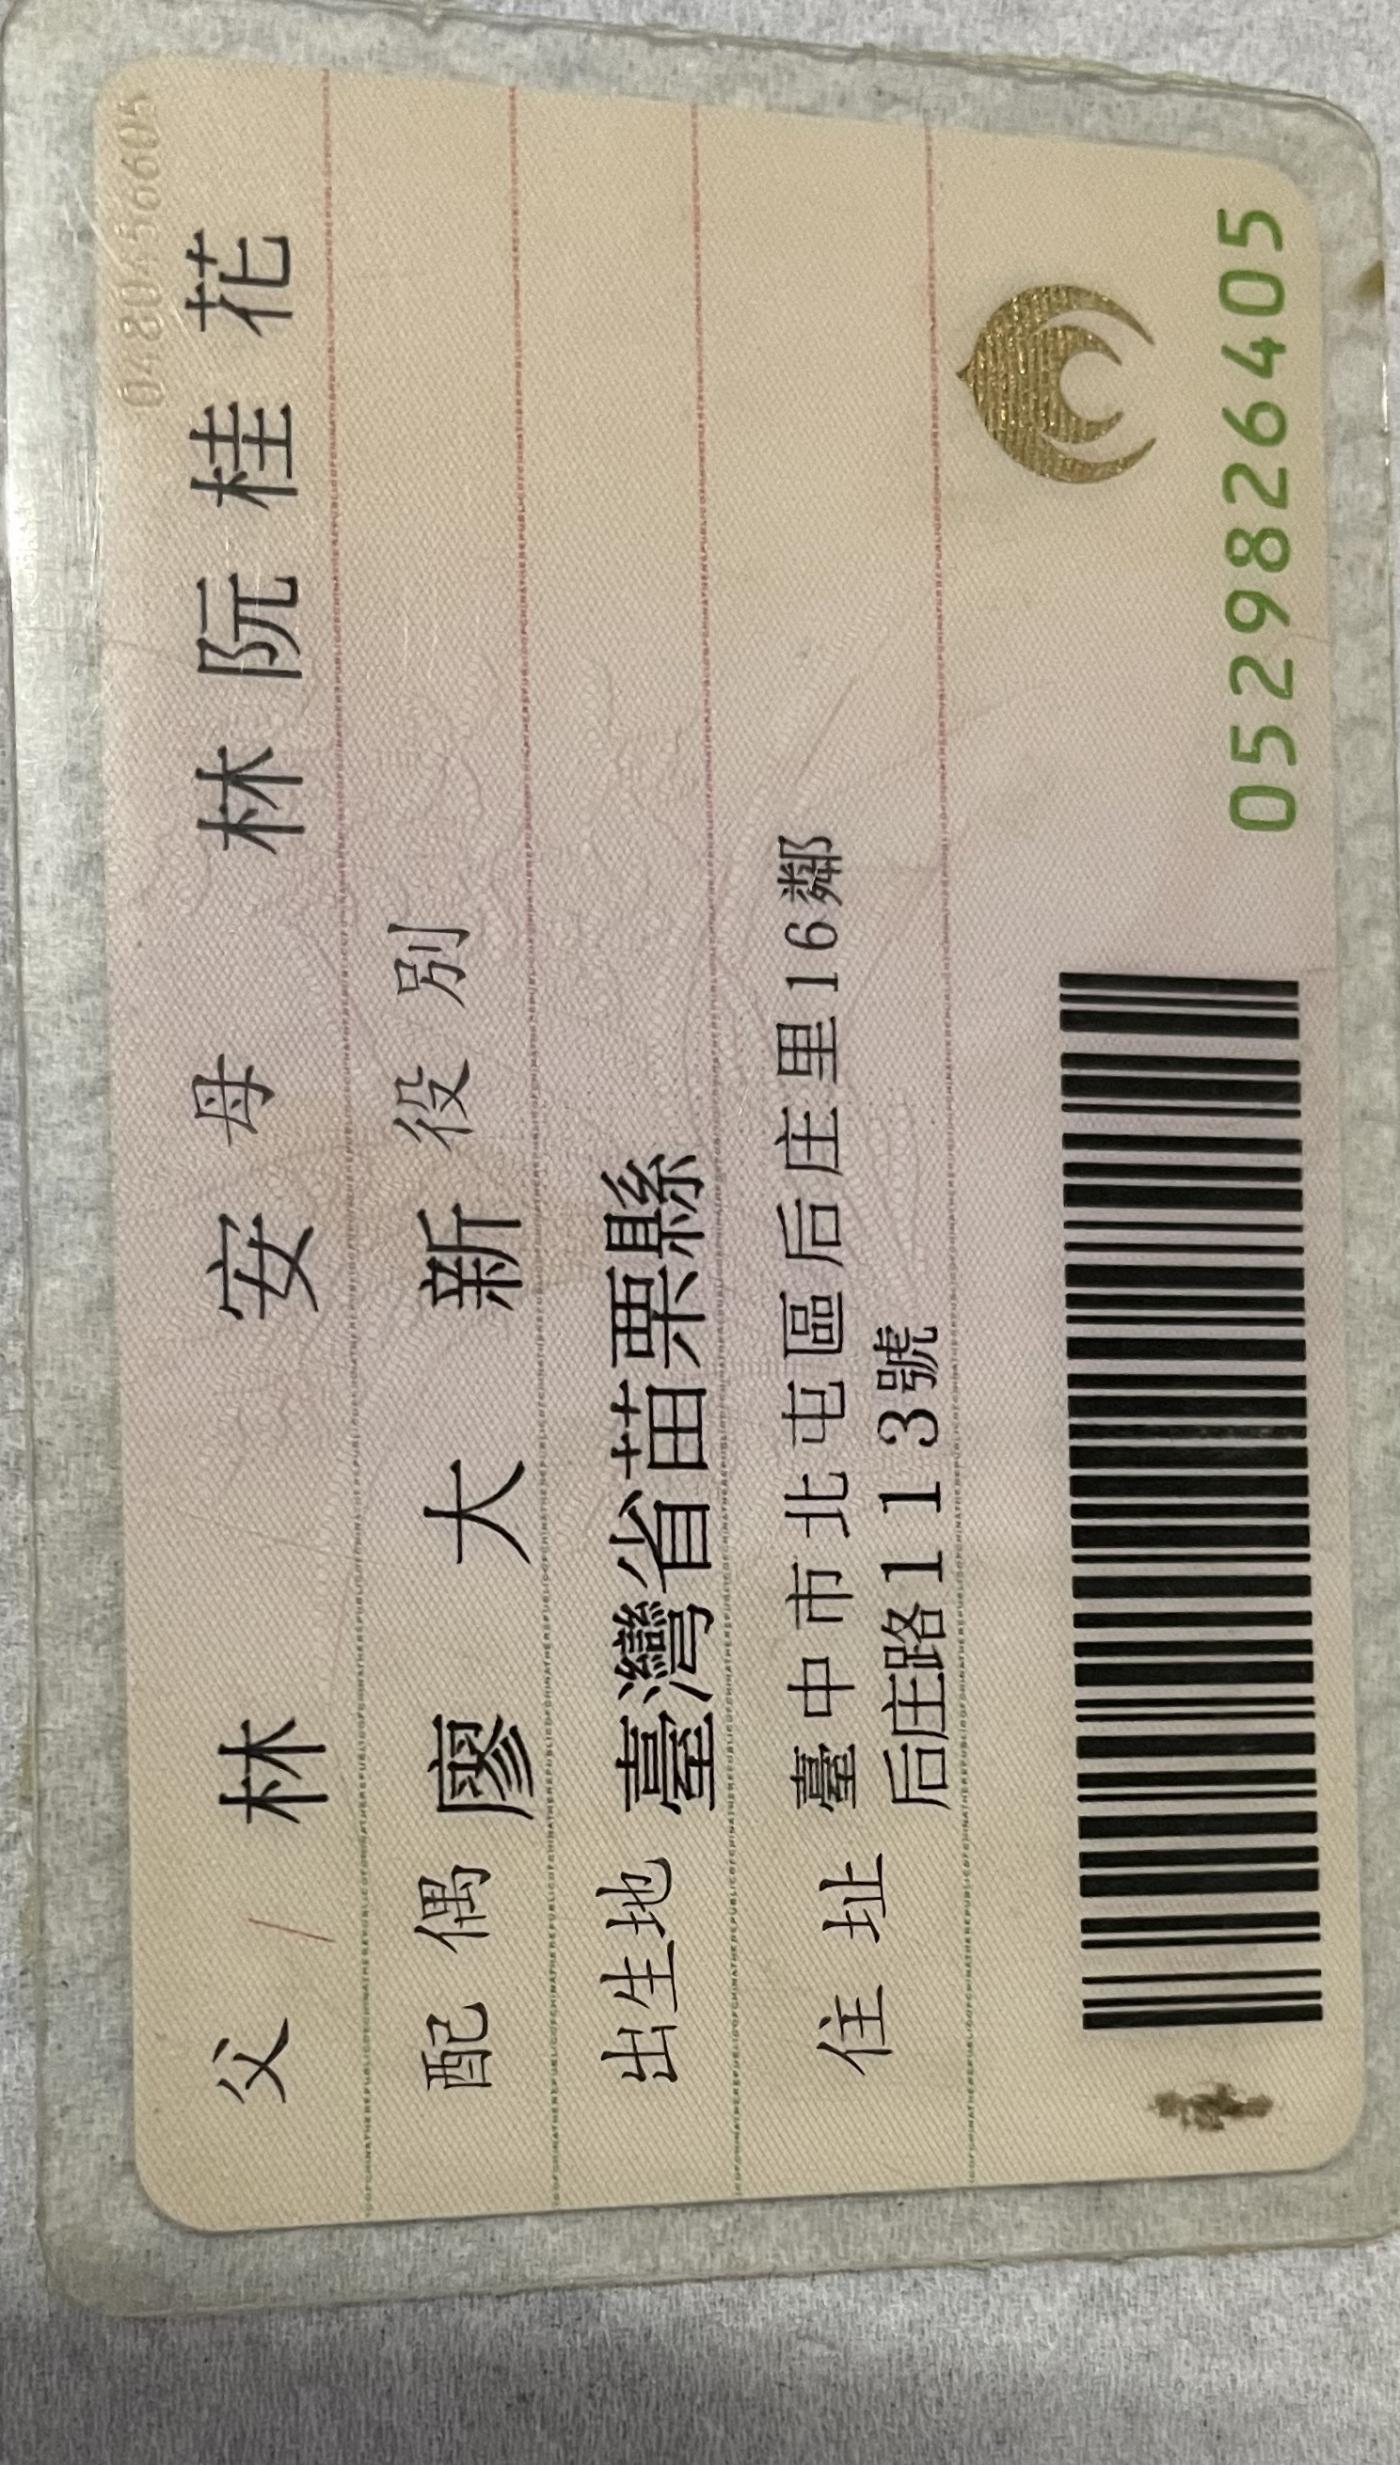 0480456605
父 林 安 母 林阮桂花
配偶 廖大新 役別
出生地 臺灣省苗栗縣
住址 臺中市北屯區后庄里16鄰
后庄路113號
0529826405